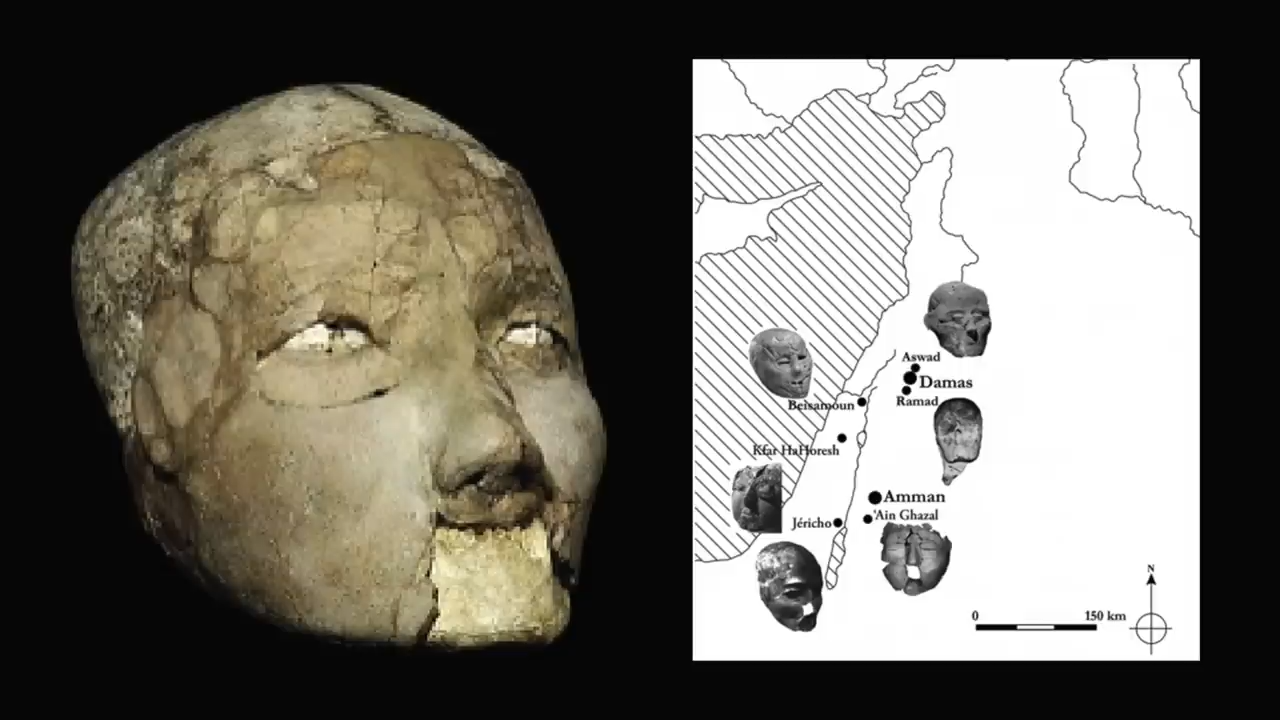 Aswad
Damas
Ramad
Beisamoun
Kfar HaHoresh
Amman
'Ain Ghazal
Jéricho
N
0 150 km